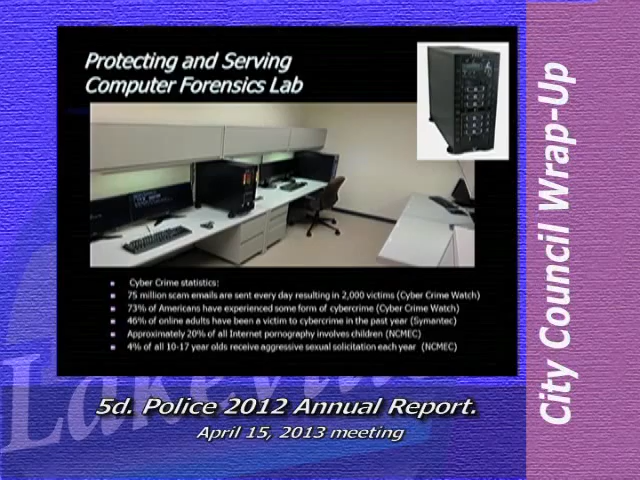 Protecting and Serving
Computer Forensics Lab
Cyber Crime statistics:
75 million scam emails are sent every day resulting in 2,000 victims (Cyber Crime Watch)
73% of Americans have experienced some form of cybercrime (Cyber Crime Watch)
46% of online adults have been a victim to cybercrime in the past year (Symantec)
Approximately 20% of all Internet pornography involves children (NCMEC)
4% of all 10-17 year olds receive aggressive sexual solicitation each year (NCMEC)
5d. Police 2012 Annual Report.
April 15, 2013 meeting
City Council Wrap-Up